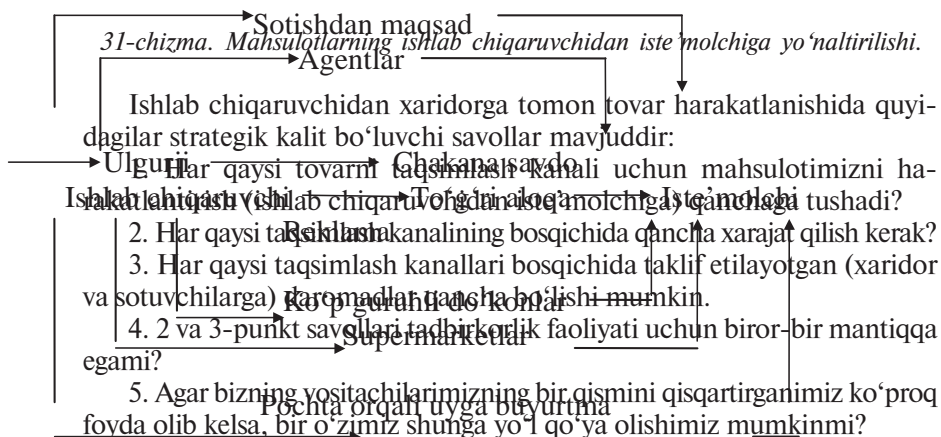 Sotishdan maqsad
31-chizma. Mahsulotlarning ishlab chiqaruvchidan iste’molchiga yo‘naltirilishi.
Agentlar
Ishlab chiqaruvchidan xaridorga tomon tovar harakatlanishida quyi-
dagilar strategik kalit bo‘luvchi savollar mavjuddir:
Ulgurji Chakana savdo
1. Har qaysi tovarni taqsimlash kanali uchun mahsulotimizni ha-
Ishlab chiqaruvchi To‘g‘ri aloqa Iste’molchi
rakatlantirish (ishlab chiqaruvchidan iste’molchiga) qanchaga tushadi?
Reklama
2. Har qaysi taqsimlash kanalining bosqichida qancha xarajat qilish kerak?
3. Har qaysi taqsimlash kanallari bosqichida taklif etilayotgan (xaridor
va sotuvchilarga) daromadlar qancha bo‘lishi mumkin.
Ko‘p guruhli do‘konlar
4. 2 va 3-punkt savollari tadbirkorlik faoliyati uchun biror-bir mantiqqa
Supermarketlar
egami?
5. Agar bizning vositachilarimizning bir qismini qisqartirganimiz ko‘proq
Pochta orqali uyga buyurtma
foyda olib kelsa, bir o‘zimiz shunga yo‘l qo‘ya olishimiz mumkinmi?